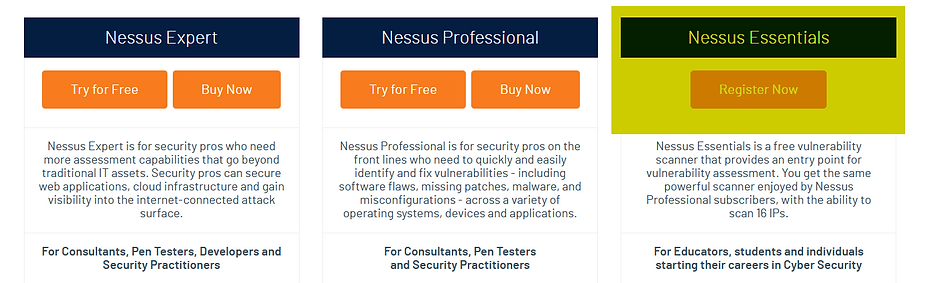 Nessus Expert
Try for Free
Buy Now
Nessus Expert is for security pros who need
more assessment capabilities that go beyond
traditional IT assets. Security pros can secure
web applications, cloud infrastructure and gain
visibility into the internet-connected attack
surface.
For Consultants, Pen Testers, Developers and
Security Practitioners
Nessus Professional
Try for Free
Buy Now
Nessus Professional is for security pros on the
front lines who need to quickly and easily
identify and fix vulnerabilities - including
software flaws, missing patches, malware, and
misconfigurations - across a variety of
operating systems, devices and applications.
For Consultants, Pen Testers
and Security Practitioners
Nessus Essentials
Register Now
Nessus Essentials is a free vulnerability
scanner that provides an entry point for
vulnerability assessment. You get the same
powerful scanner enjoyed by Nessus
Professional subscribers, with the ability to
scan 16 IPs.
For Educators, students and individuals
starting their careers in Cyber Security